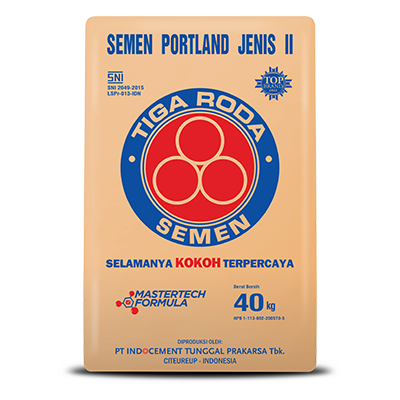 SEMEN PORTLAND JENIS II
SNI
SNI 2049-2015
LSPr-013-IDN
TOP
BRAND
TIGA RODA
SEMEN
SELAMANYA KOKOH TERPERCAYA
MASTERTECH
FORMULA
Berat Bersih
40 kg
DIPRODUKSI OLEH:
PT INDOCEMENT TUNGGAL PRAKARSA Tbk.
CITEUREUP - INDONESIA